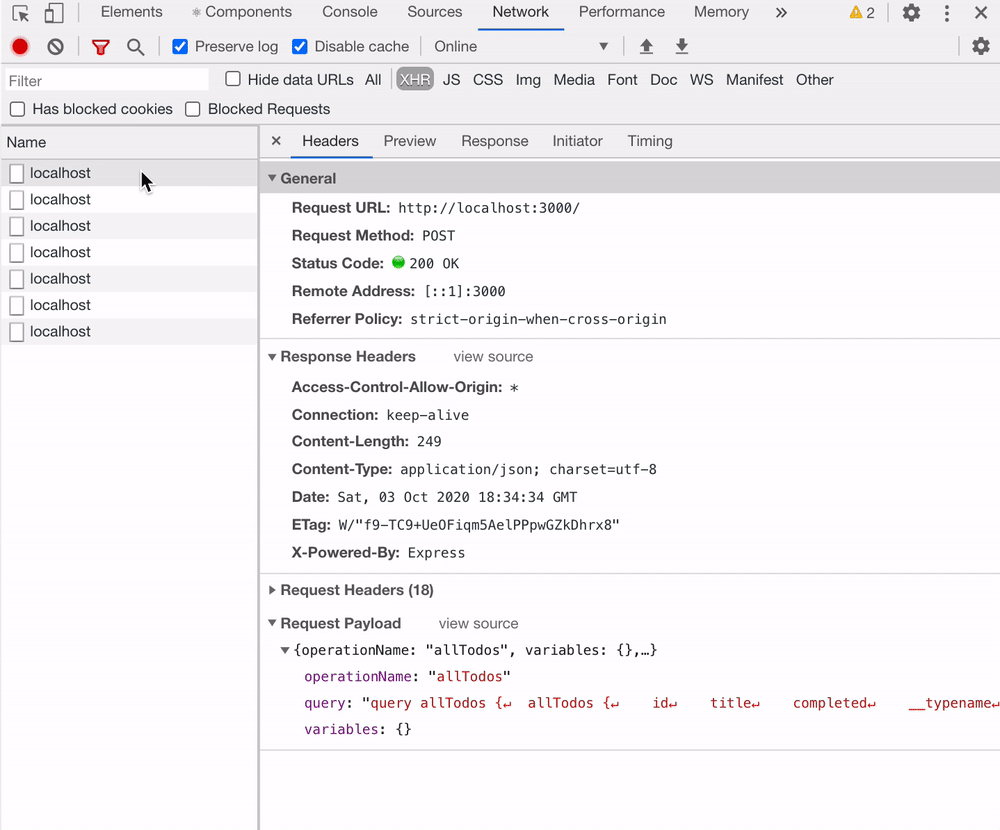 Elements Components Console Sources Network Performance Memory » 2
Preserve log Disable cache Online
Filter Hide data URLs All XHR JS CSS Img Media Font Doc WS Manifest Other
Has blocked cookies Blocked Requests
Name
localhost
localhost
localhost
localhost
localhost
localhost
localhost
× Headers Preview Response Initiator Timing
General
Request URL: http://localhost:3000/
Request Method: POST
Status Code: 200 OK
Remote Address: [::1]:3000
Referrer Policy: strict-origin-when-cross-origin
Response Headers view source
Access-Control-Allow-Origin: *
Connection: keep-alive
Content-Length: 249
Content-Type: application/json; charset=utf-8
Date: Sat, 03 Oct 2020 18:34:34 GMT
ETag: W/"f9-TC9+UeOFiqm5AelPPpwGZkDhrx8"
X-Powered-By: Express
Request Headers (18)
Request Payload view source
{operationName: "allTodos", variables: {},…}
operationName: "allTodos"
query: "query allTodos {↵ allTodos {↵ id↵ title↵ completed↵ __typename↵
variables: {}